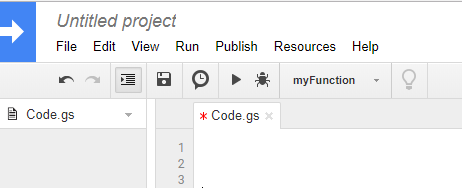 Untitled project
File Edit View Run Publish Resources Help
myFunction
Code.gs
* Code.gs ×
1
2
3